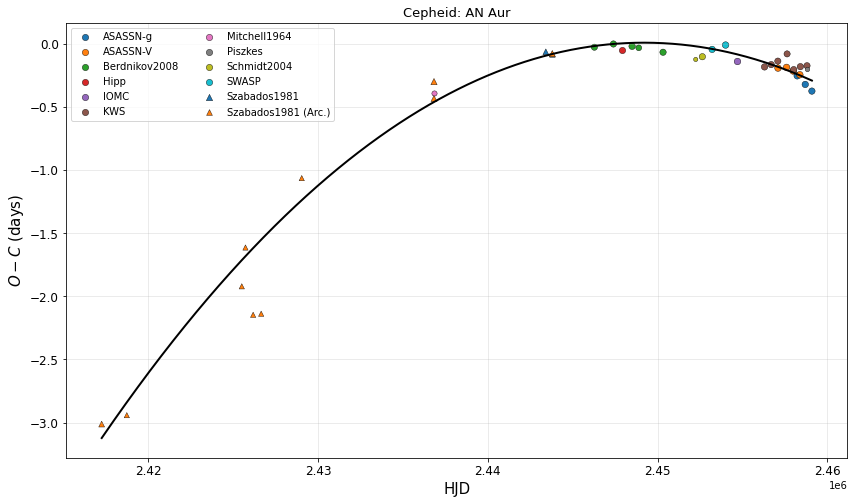 Cepheid: AN Aur
ASASSN-g
ASASSN-V
Berdnikov2008
Hipp
IOMC
KWS
Mitchell1964
Piszkes
Schmidt2004
SWASP
Szabados1981
Szabados1981 (Arc.)
O − C (days)
0.0
−0.5
−1.0
−1.5
−2.0
−2.5
−3.0
2.42
2.43
2.44
2.45
2.46
1e6
HJD